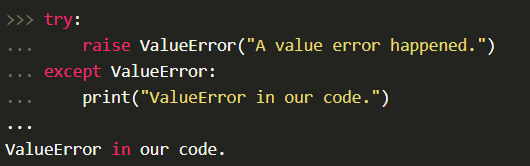 >>> try:
...     raise ValueError("A value error happened.")
... except ValueError:
...     print("ValueError in our code.")
...
ValueError in our code.